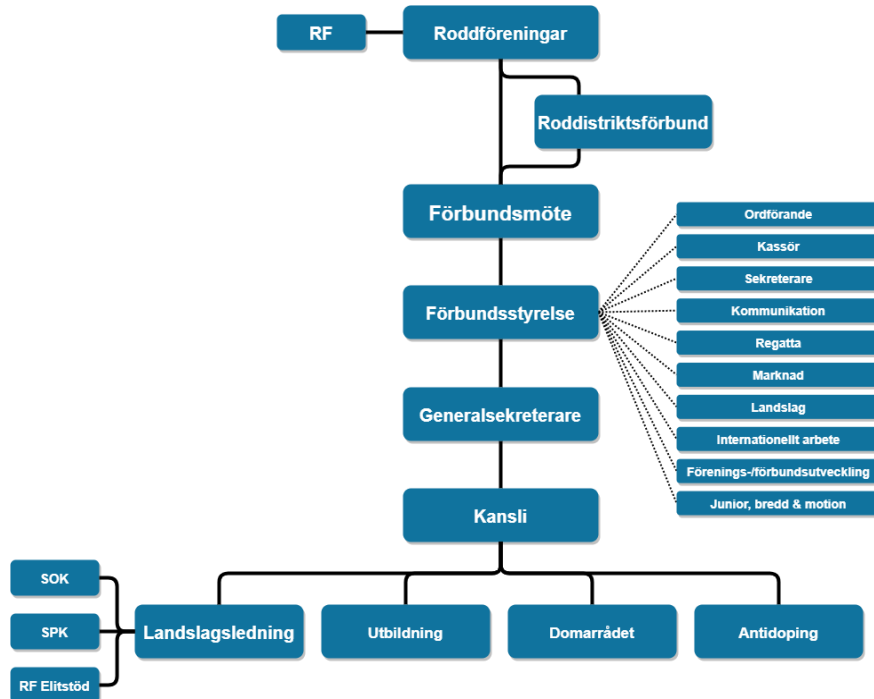 RF
Roddföreningar
Roddistriktsförbund
Förbundsmöte
Förbundsstyrelse
Ordförande
Kassör
Sekreterare
Kommunikation
Regatta
Marknad
Landslag
Internationellt arbete
Förenings-/förbundsutveckling
Junior, bredd & motion
Generalsekreterare
Kansli
SOK
SPK
RF Elitstöd
Landslagsledning
Utbildning
Domarrådet
Antidoping